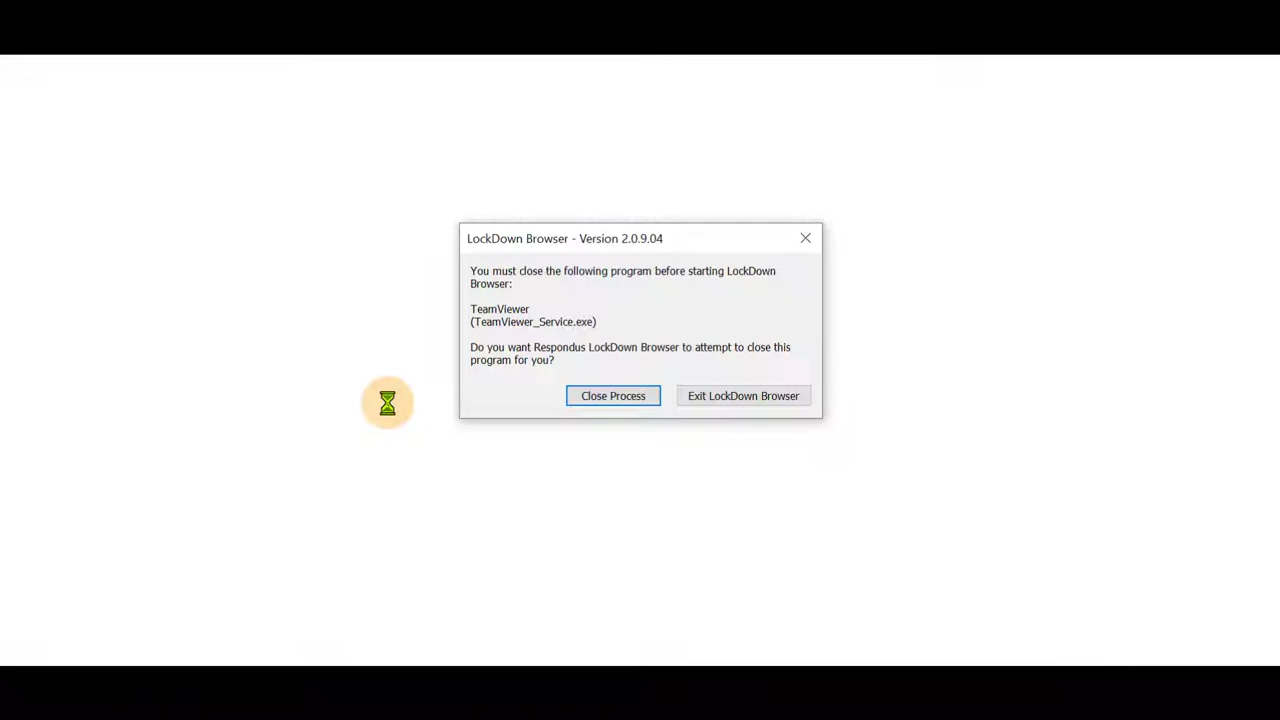 LockDown Browser - Version 2.0.9.04
You must close the following program before starting LockDown
Browser:
TeamViewer
(TeamViewer_Service.exe)
Do you want Respondus LockDown Browser to attempt to close this
program for you?
Close Process
Exit LockDown Browser